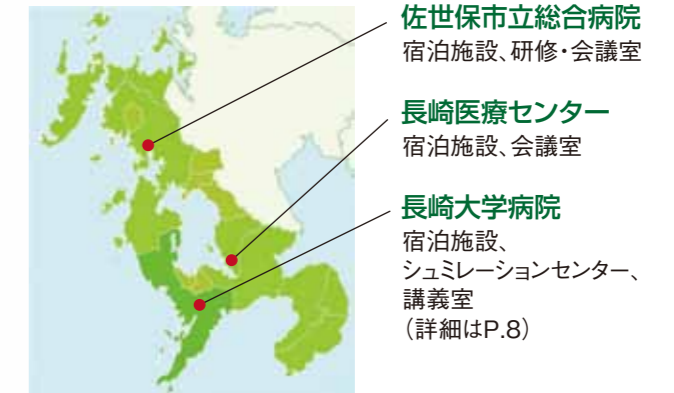 佐世保市立総合病院
宿泊施設、研修・会議室
長崎医療センター
宿泊施設、会議室
長崎大学病院
宿泊施設、
シュミレーションセンター、
講義室
（詳細はP.8）